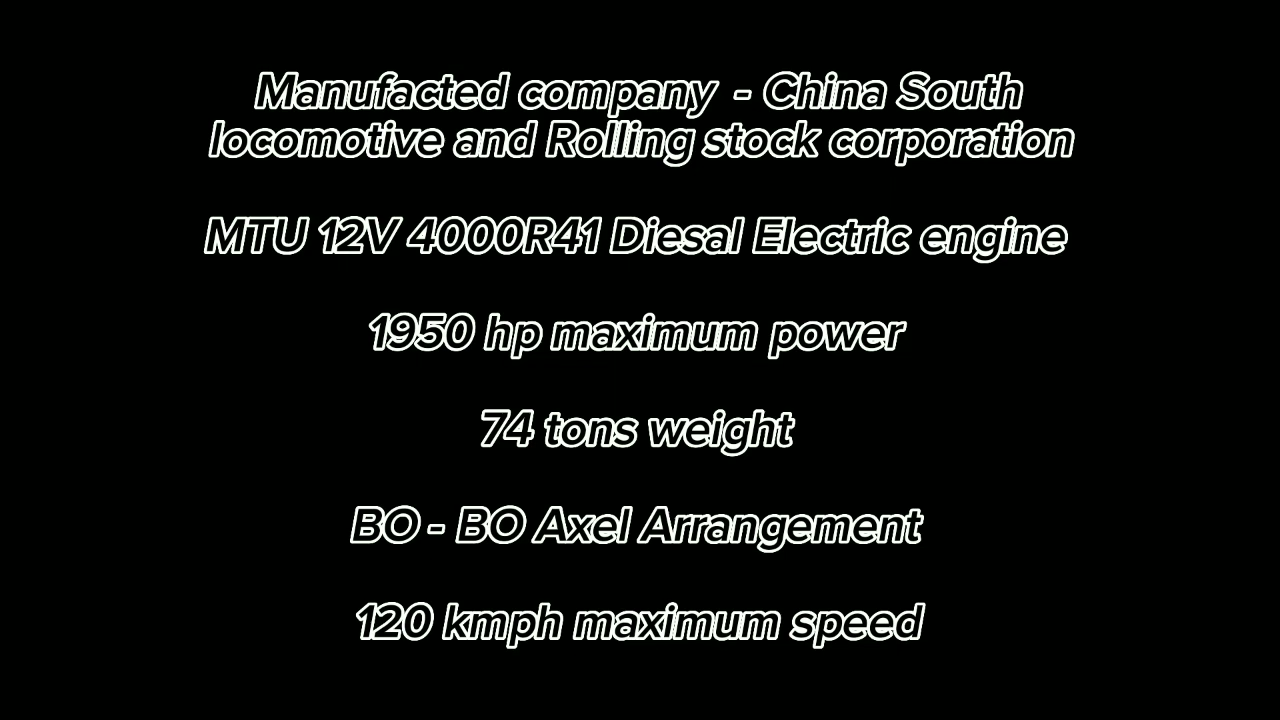 Manufacted company - China South
locomotive and Rolling stock corporation
MTU 12V 4000R41 Diesal Electric engine
1950 hp maximum power
74 tons weight
BO - BO Axel Arrangement
120 kmph maximum speed